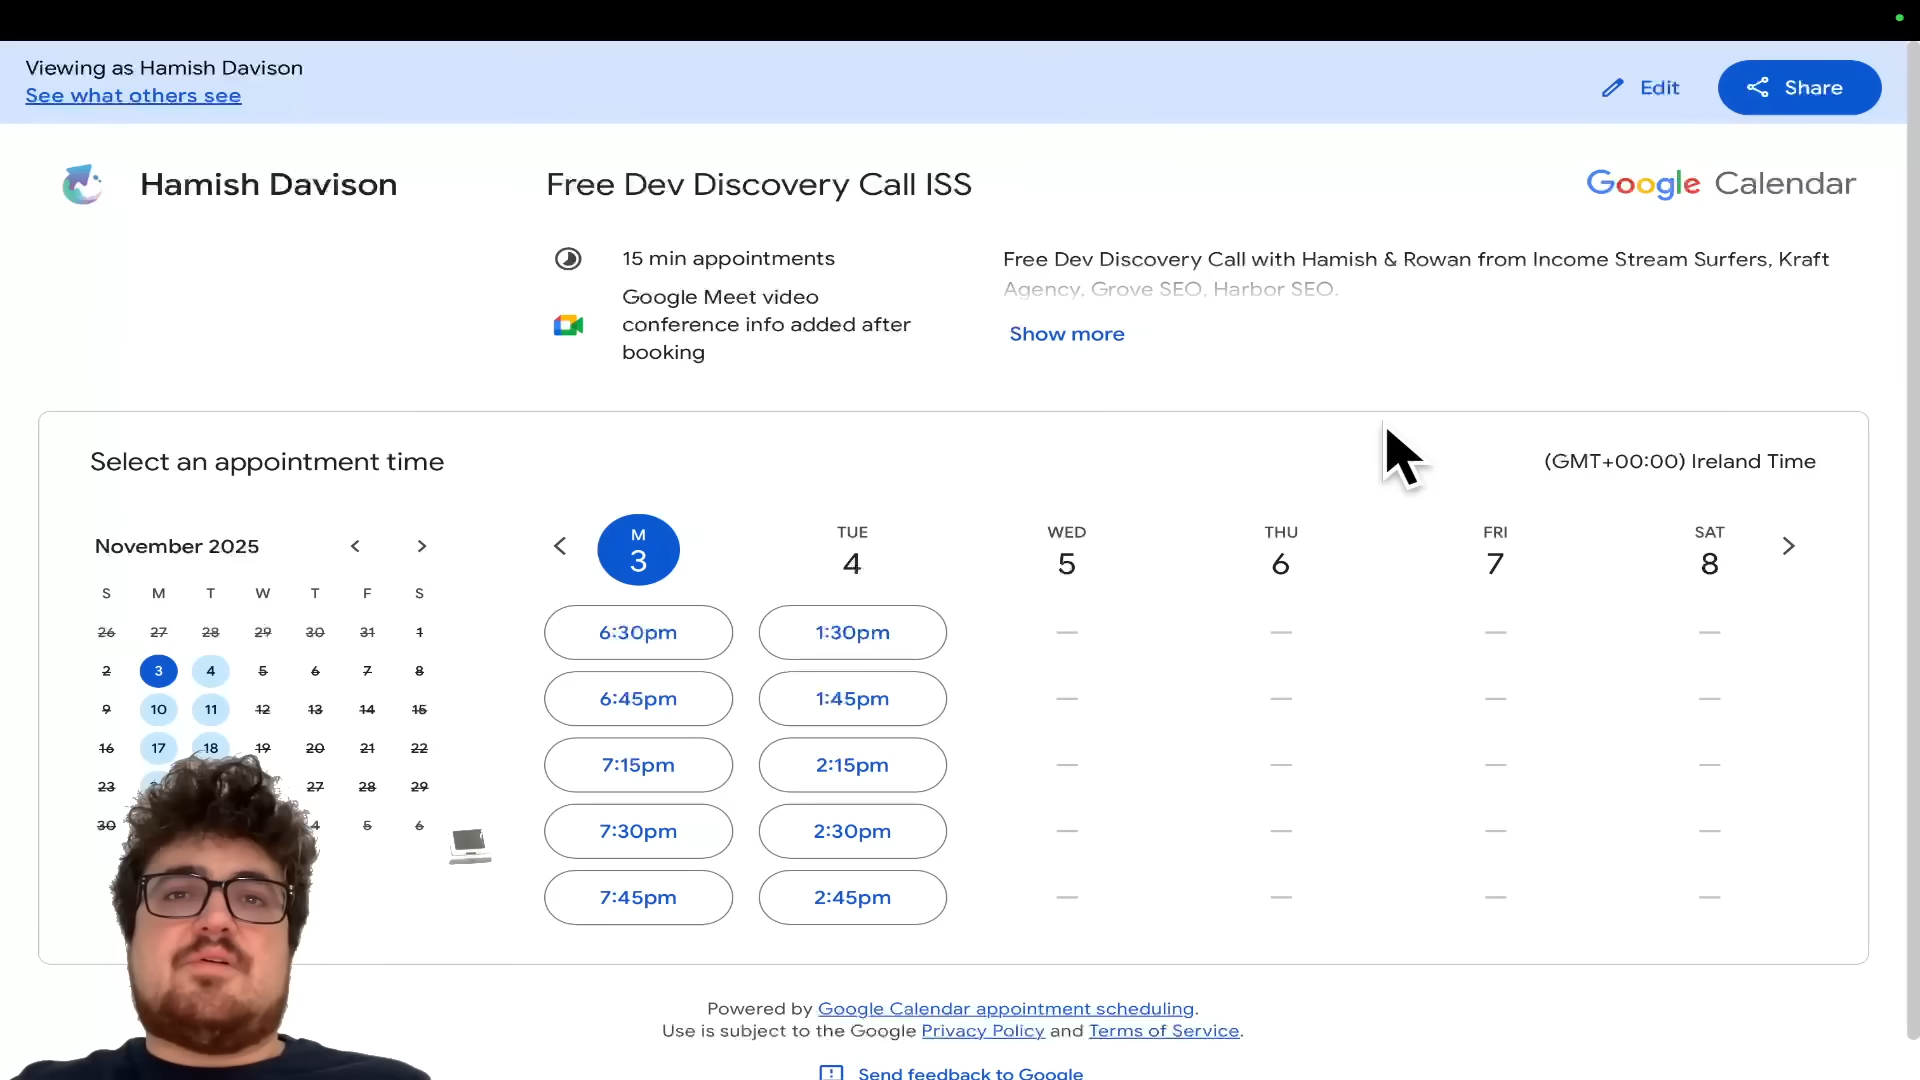 Viewing as Hamish Davison
See what others see
Edit
Share
Hamish Davison
Free Dev Discovery Call ISS
Google Calendar
15 min appointments
Google Meet video
conference info added after
booking
Free Dev Discovery Call with Hamish & Rowan from Income Stream Surfers, Kraft
Agency, Grove SEO, Harbor SEO.
Show more
Select an appointment time
(GMT+00:00) Ireland Time
November 2025
S M T W T F S
26 27 28 29 30 31 1
2 3 4 5 6 7 8
9 10 11 12 13 14 15
16 17 18 19 20 21 22
23 27 28 29
30 4 5 6
M TUE WED THU FRI SAT
3 4 5 6 7 8
6:30pm 1:30pm — — — —
6:45pm 1:45pm — — — —
7:15pm 2:15pm — — — —
7:30pm 2:30pm — — — —
7:45pm 2:45pm — — — —
Powered by Google Calendar appointment scheduling.
Use is subject to the Google Privacy Policy and Terms of Service.
Send feedback to Google